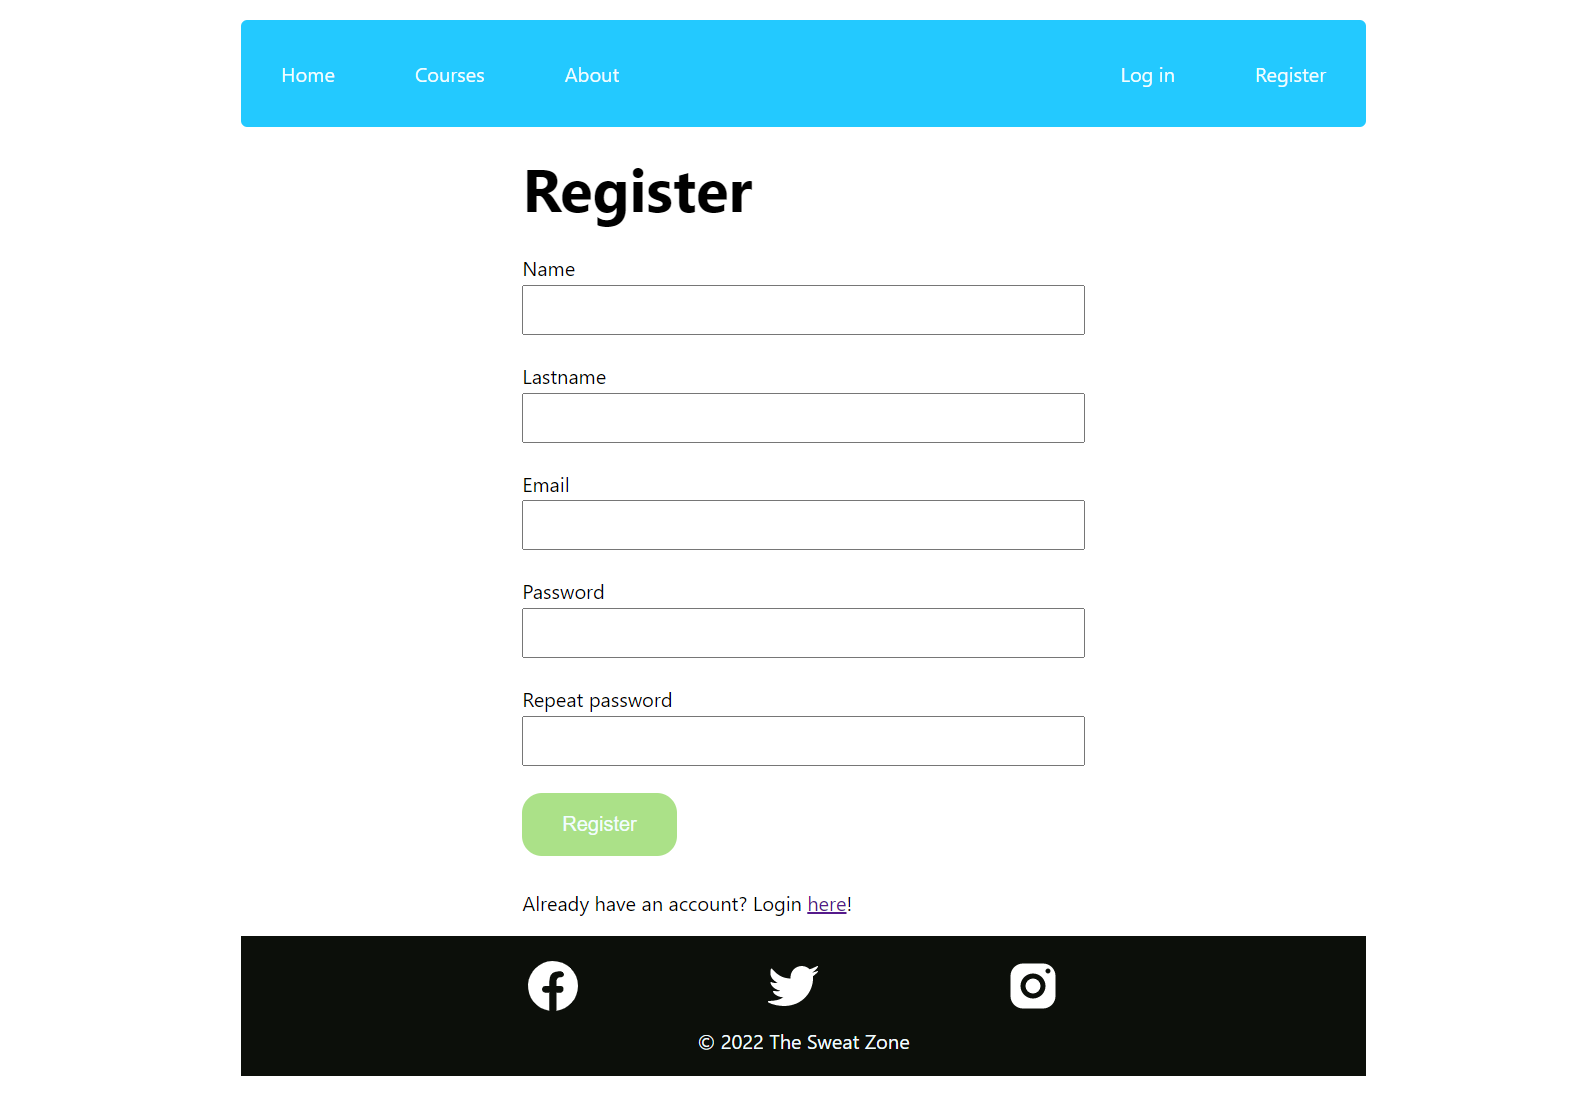 Home Courses About Log in Register
Register
Name
Lastname
Email
Password
Repeat password
Register
Already have an account? Login here!
© 2022 The Sweat Zone